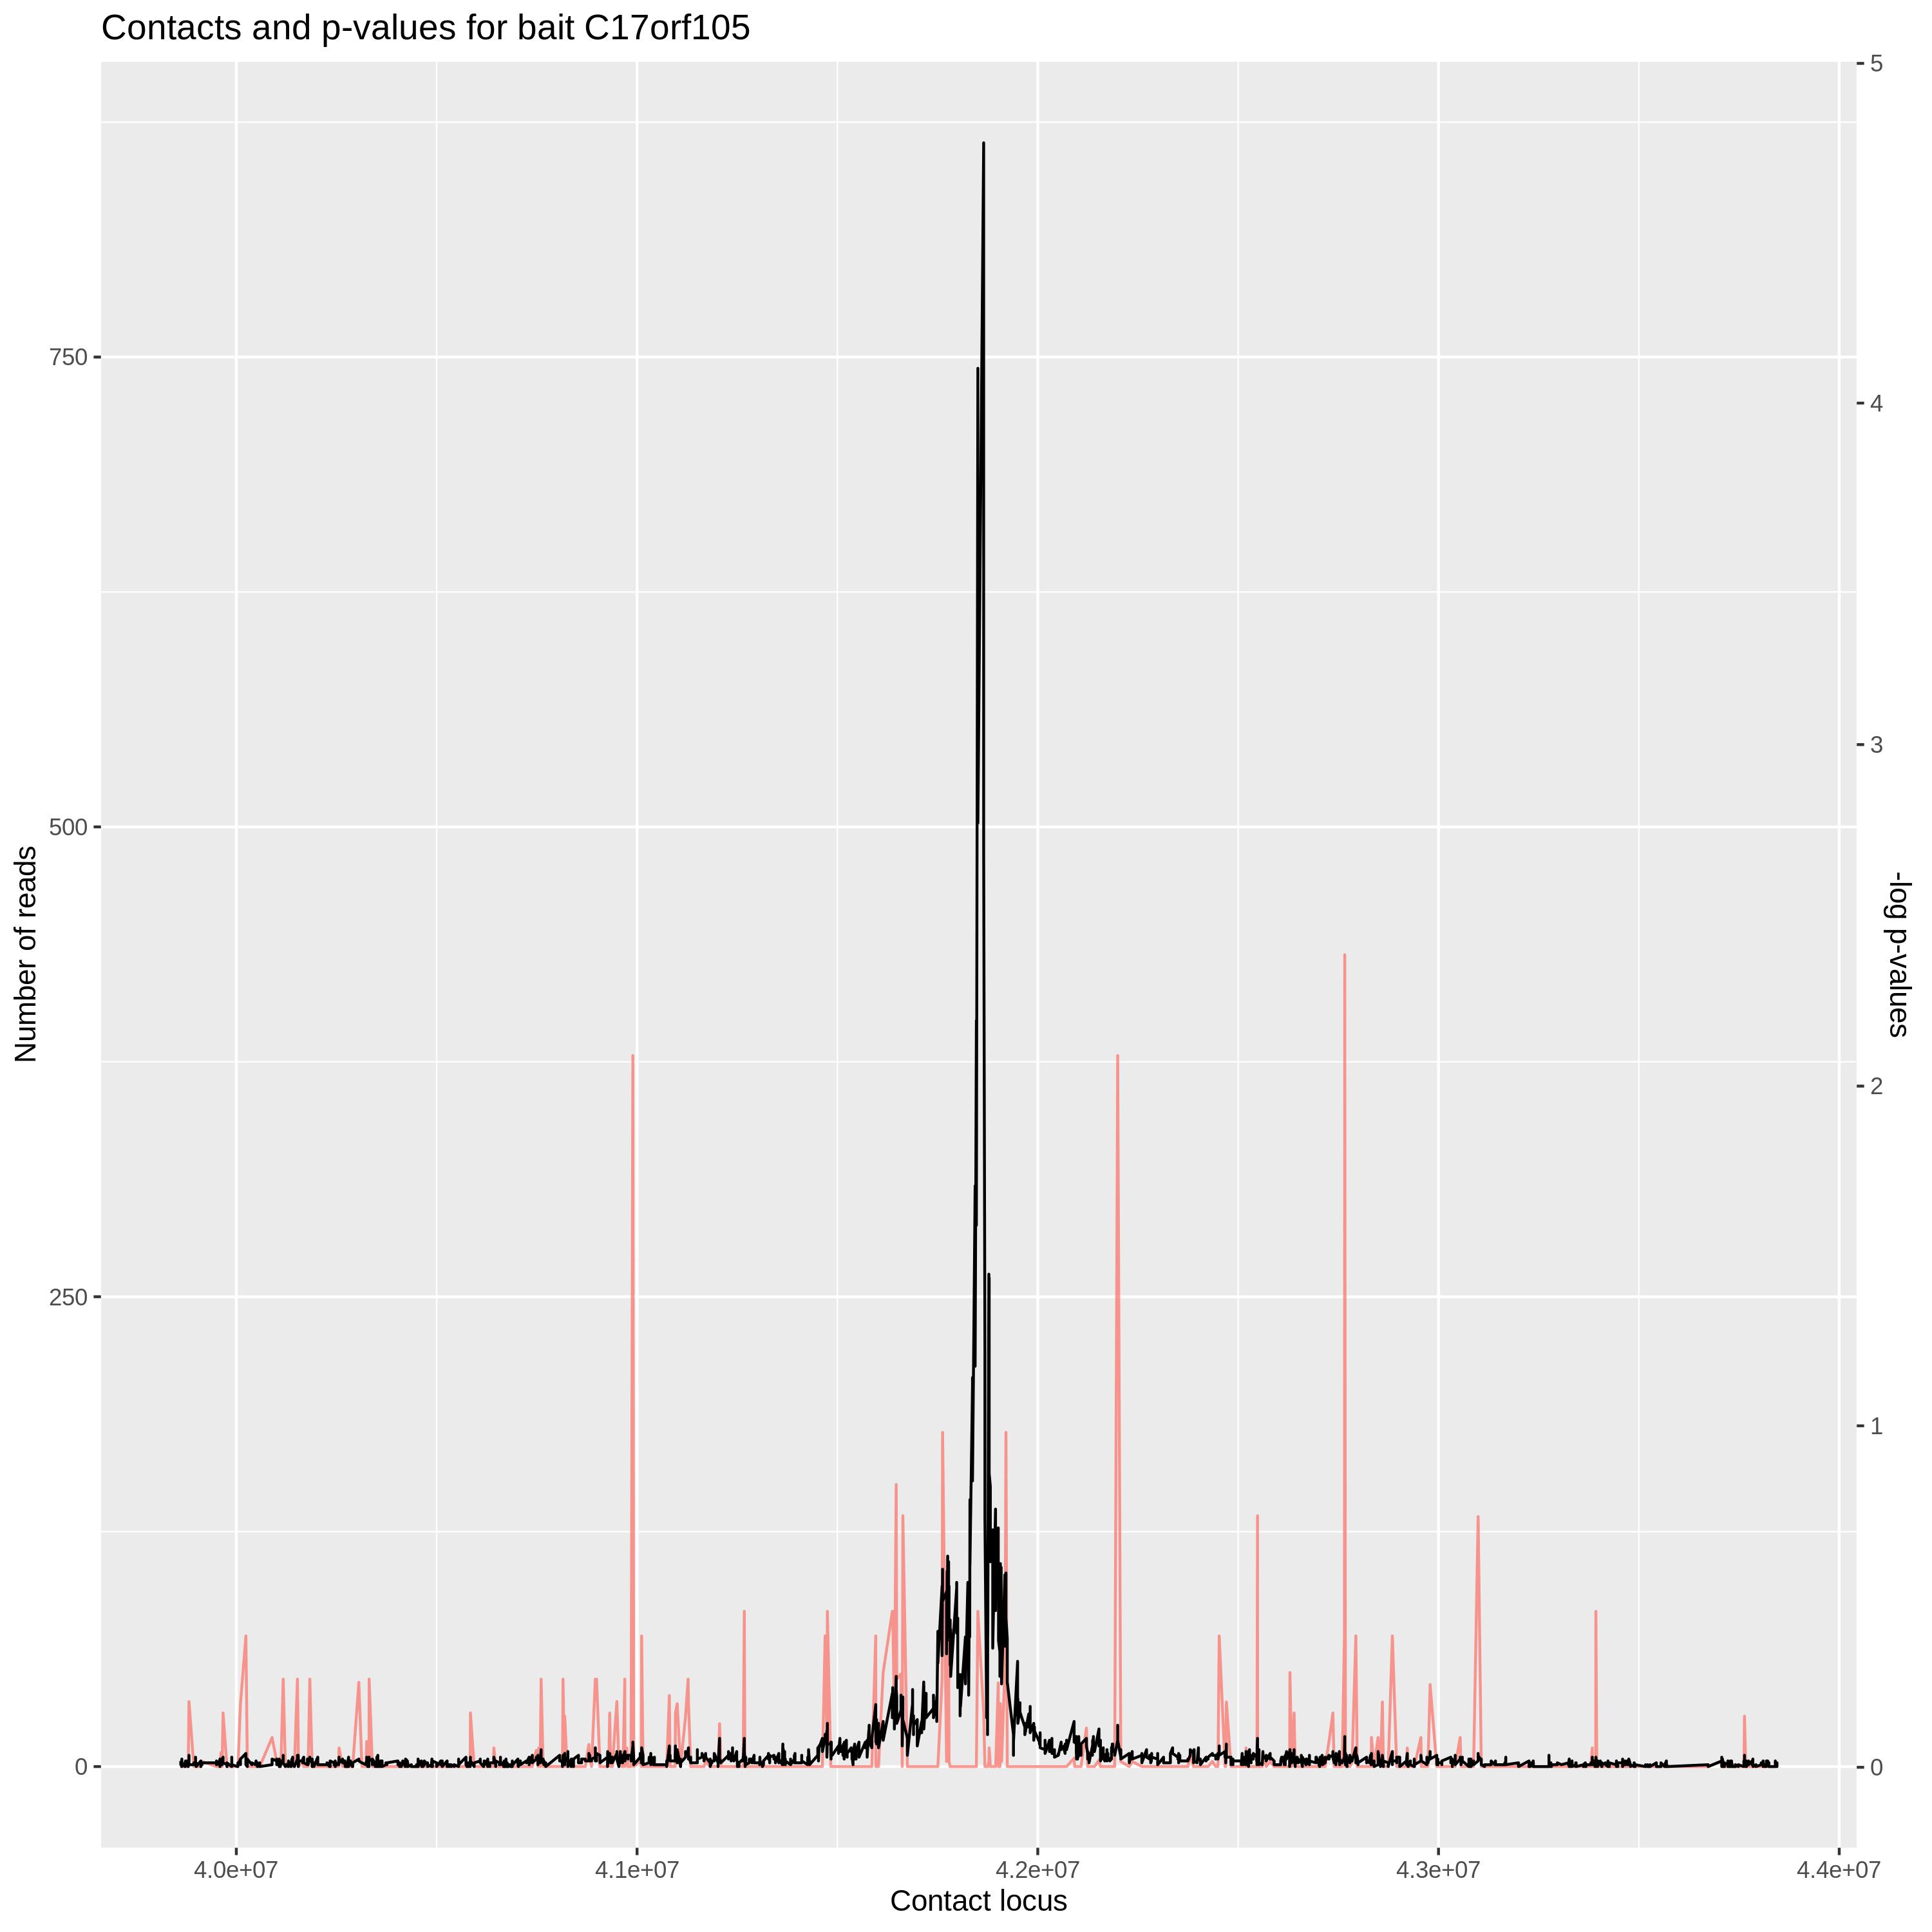 Contacts and p-values for bait C17orf105
Number of reads
750
500
250
0
5
4
3
2
1
0
-log p-values
4.0e+07
4.1e+07
4.2e+07
4.3e+07
4.4e+07
Contact locus